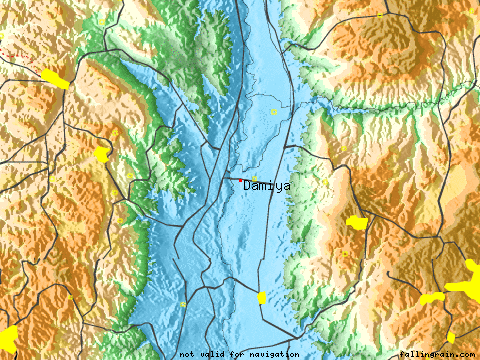 Damiya
not valid for navigation
fallingrain.com